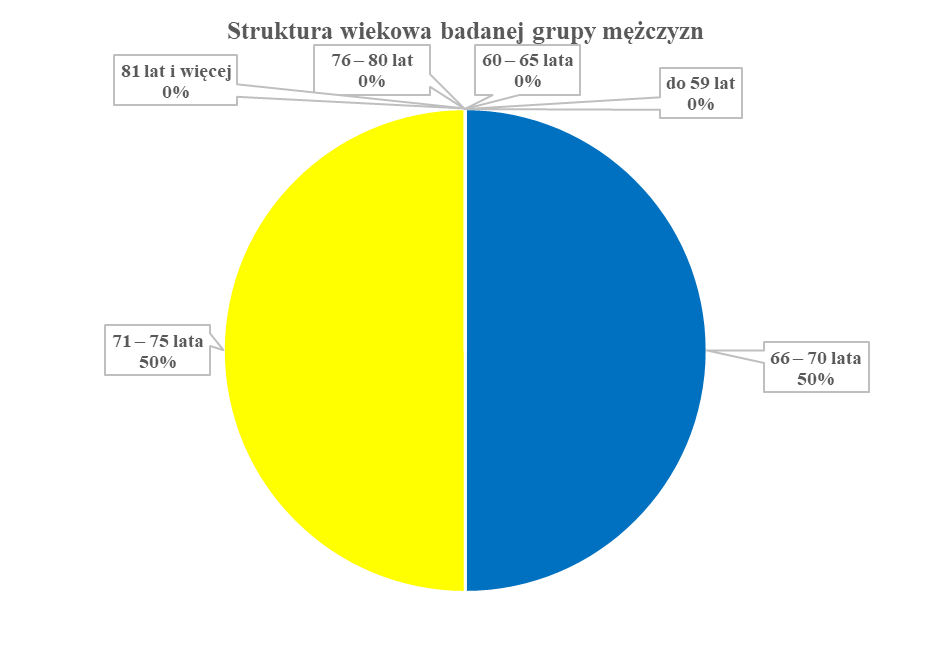 Struktura wiekowa badanej grupy mężczyzn
81 lat i więcej
0%
76 – 80 lat
0%
60 – 65 lata
0%
do 59 lat
0%
71 – 75 lata
50%
66 – 70 lata
50%